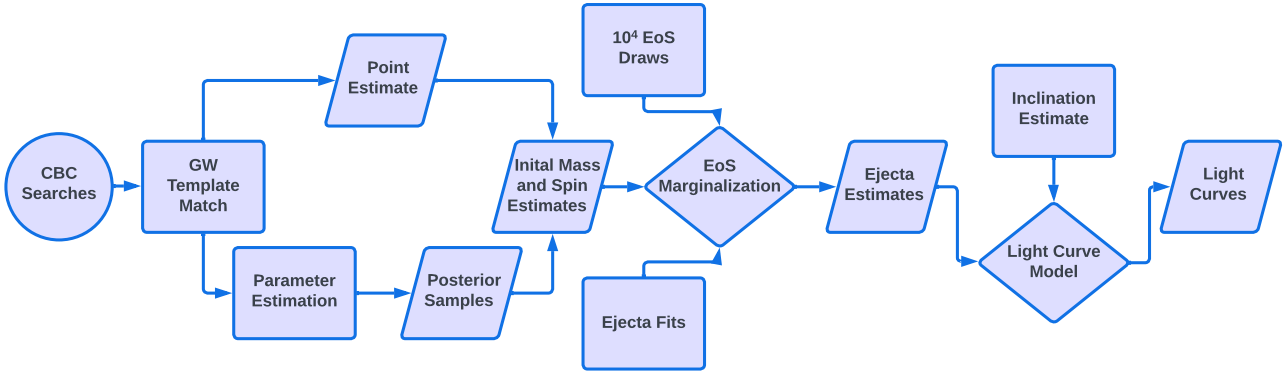 CBC
Searches
GW
Template
Match
Point
Estimate
Parameter
Estimation
Posterior
Samples
Inital Mass
and Spin
Estimates
10⁴ EoS
Draws
EoS
Marginalization
Ejecta Fits
Ejecta
Estimates
Inclination
Estimate
Light Curve
Model
Light
Curves